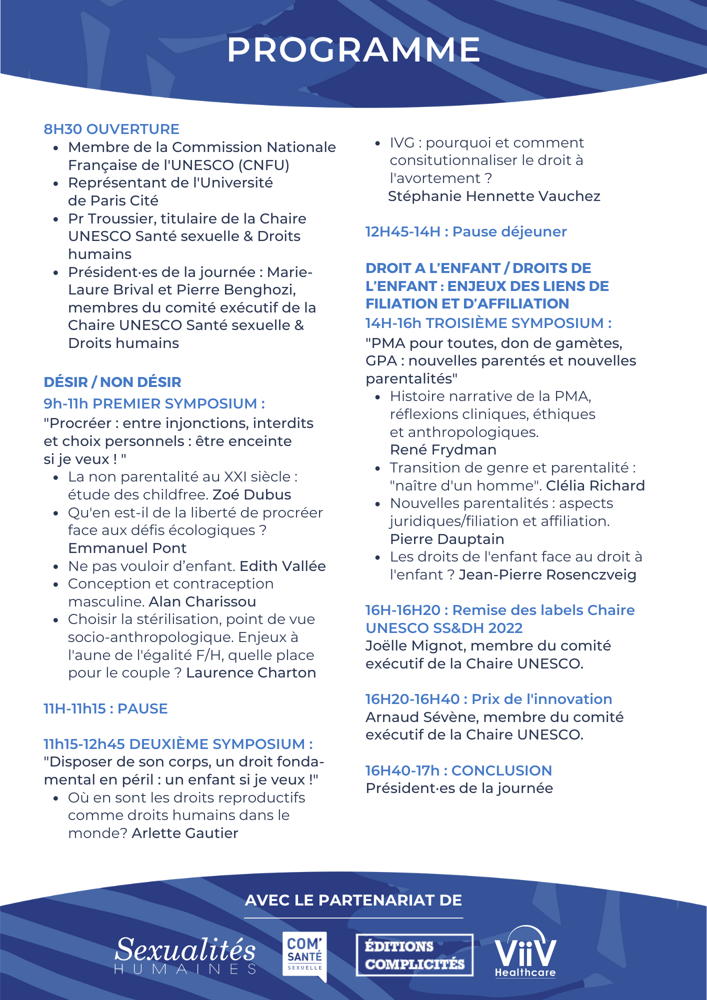 PROGRAMME
8H30 OUVERTURE
• Membre de la Commission Nationale
Française de l'UNESCO (CNFU)
• Représentant de l'Université
de Paris Cité
• Pr Troussier, titulaire de la Chaire
UNESCO Santé sexuelle & Droits
humains
• Président·es de la journée : Marie-
Laure Brival et Pierre Benghozi,
membres du comité exécutif de la
Chaire UNESCO Santé sexuelle &
Droits humains
DÉSIR / NON DÉSIR
9h-11h PREMIER SYMPOSIUM :
"Procréer : entre injonctions, interdits
et choix personnels : être enceinte
si je veux ! "
• La non parentalité au XXI siècle :
étude des childfree. Zoé Dubus
• Qu'en est-il de la liberté de procréer
face aux défis écologiques ?
Emmanuel Pont
• Ne pas vouloir d’enfant. Edith Vallée
• Conception et contraception
masculine. Alan Charissou
• Choisir la stérilisation, point de vue
socio-anthropologique. Enjeux à
l'aune de l'égalité F/H, quelle place
pour le couple ? Laurence Charton
11H-11h15 : PAUSE
11h15-12h45 DEUXIÈME SYMPOSIUM :
"Disposer de son corps, un droit fonda-
mental en péril : un enfant si je veux !"
• Où en sont les droits reproductifs
comme droits humains dans le
monde? Arlette Gautier
• IVG : pourquoi et comment
consitutionnaliser le droit à
l'avortement ?
Stéphanie Hennette Vauchez
12H45-14H : Pause déjeuner
DROIT A L’ENFANT / DROITS DE
L’ENFANT : ENJEUX DES LIENS DE
FILIATION ET D’AFFILIATION
14H-16h TROISIÈME SYMPOSIUM :
"PMA pour toutes, don de gamètes,
GPA : nouvelles parentés et nouvelles
parentalités"
• Histoire narrative de la PMA,
réflexions cliniques, éthiques
et anthropologiques.
René Frydman
• Transition de genre et parentalité :
"naître d'un homme". Clélia Richard
• Nouvelles parentalités : aspects
juridiques/filiation et affiliation.
Pierre Dauptain
• Les droits de l'enfant face au droit à
l'enfant ? Jean-Pierre Rosenczveig
16H-16H20 : Remise des labels Chaire
UNESCO SS&DH 2022
Joëlle Mignot, membre du comité
exécutif de la Chaire UNESCO.
16H20-16H40 : Prix de l'innovation
Arnaud Sévène, membre du comité
exécutif de la Chaire UNESCO.
16H40-17h : CONCLUSION
Président·es de la journée
AVEC LE PARTENARIAT DE
Sexualités
HUMAINES
COM'
SANTÉ
SEXUELLE
ÉDITIONS
COMPLICITÉS
ViiV
Healthcare